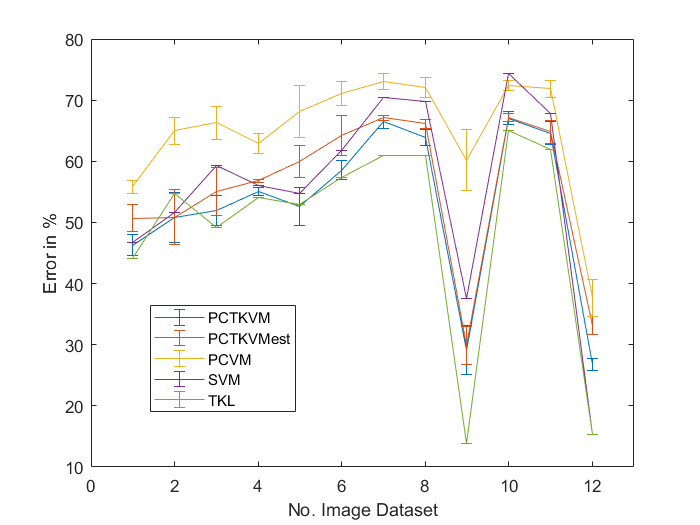 80
70
60
50
40
30
20
10
Error in %
PCTKVM
PCTKVMest
PCVM
SVM
TKL
0 2 4 6 8 10 12
No. Image Dataset